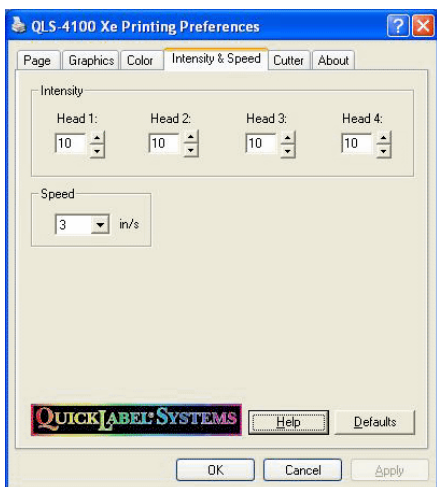 QLS-4100 Xe Printing Preferences
Page Graphics Color Intensity & Speed Cutter About
Intensity
Head 1: Head 2: Head 3: Head 4:
10 10 10 10
Speed
3 in/s
QUICKLABEL SYSTEMS Help Defaults
OK Cancel Apply